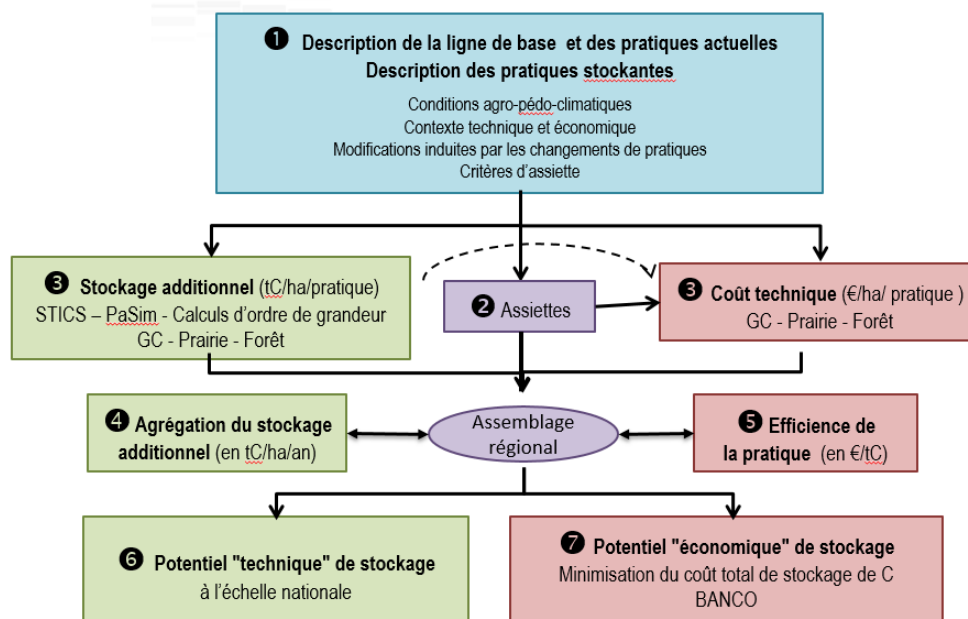 ❶ Description de la ligne de base et des pratiques actuelles
Description des pratiques stockantes
Conditions agro-pédo-climatiques
Contexte technique et économique
Modifications induites par les changements de pratiques
Critères d'assiette
❸ Stockage additionnel (tC/ha/pratique)
STICS – PaSim - Calculs d'ordre de grandeur
GC - Prairie - Forêt
❷ Assiettes
❸ Coût technique (€/ha/ pratique )
GC - Prairie - Forêt
❹ Agrégation du stockage
additionnel (en tC/ha/an)
Assemblage
régional
❺ Efficience de
la pratique (en €/tC)
❻ Potentiel "technique" de stockage
à l'échelle nationale
❼ Potentiel "économique" de stockage
Minimisation du coût total de stockage de C
BANCO